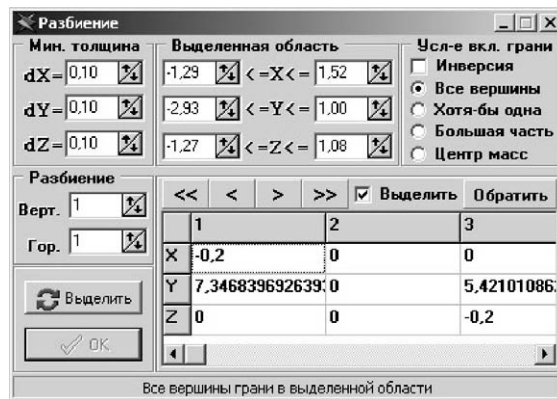 Разбиение
Мин. толщина
dX= 0,10
dY= 0,10
dZ= 0,10
Выделенная область
-1,29 <=X<= 1,52
-2,93 <=Y<= 1,00
-1,27 <=Z<= 1,08
Усл-е вкл. грани
Инверсия
Все вершины
Хотя-бы одна
Большая часть
Центр масс
Разбиение
Верт. 1
Гор. 1
Выделить
OK
<< < > >> Выделить Обратить
1 2 3
X -0,2 0 0
Y 7,3468396926393 0 5,42101086
Z 0 0 -0,2
Все вершины грани в выделенной области